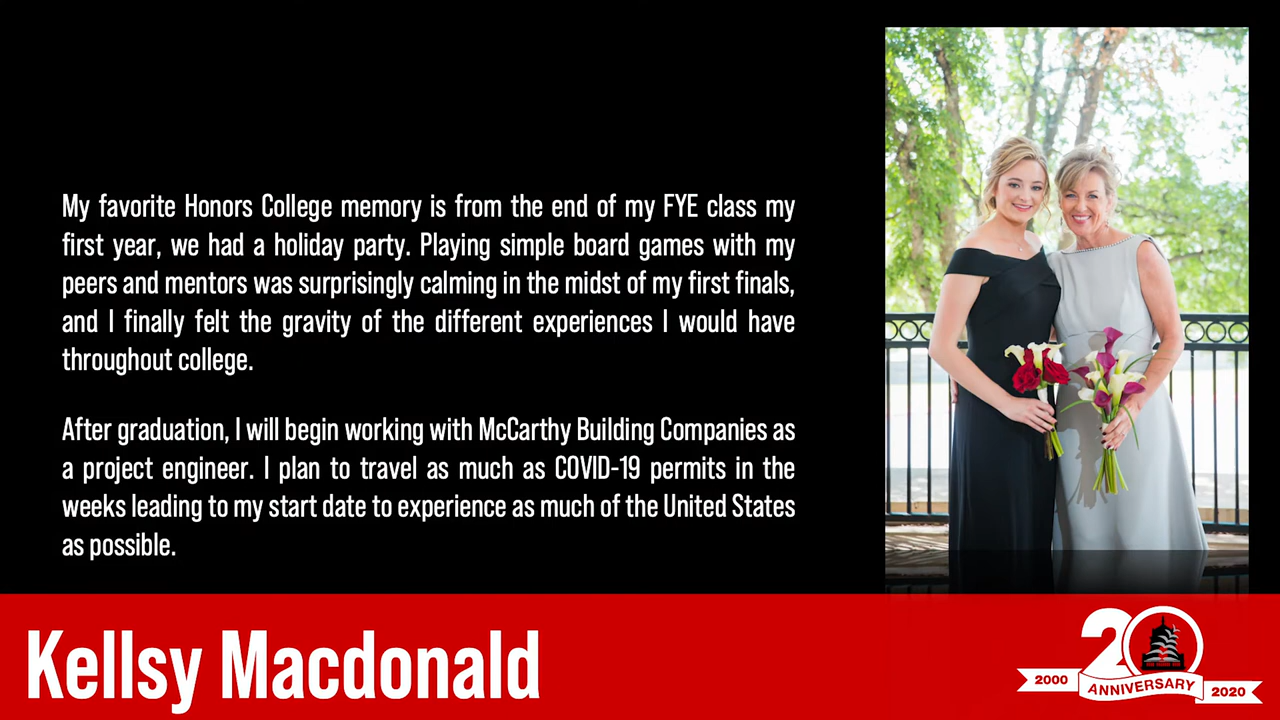 My favorite Honors College memory is from the end of my FYE class my
first year, we had a holiday party. Playing simple board games with my
peers and mentors was surprisingly calming in the midst of my first finals,
and I finally felt the gravity of the different experiences I would have
throughout college.
After graduation, I will begin working with McCarthy Building Companies as
a project engineer. I plan to travel as much as COVID-19 permits in the
weeks leading to my start date to experience as much of the United States
as possible.
Kellsy Macdonald
20
2000 ANNIVERSARY 2020